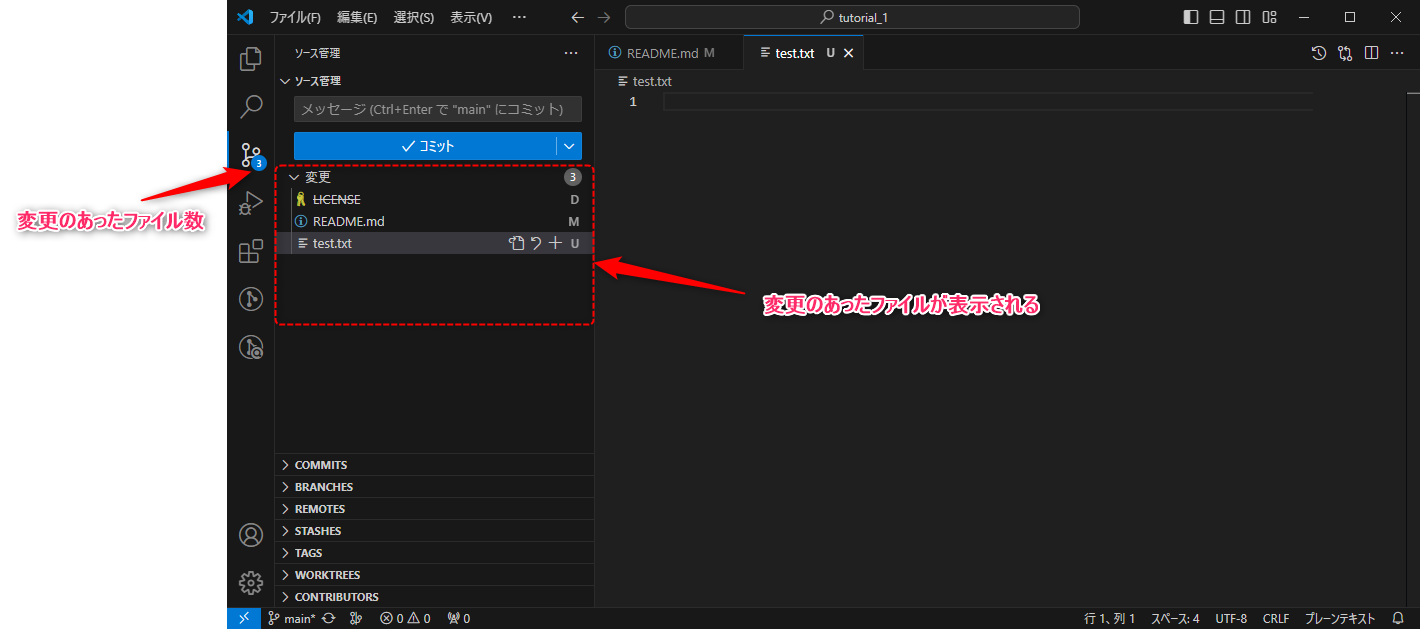 ファイル(F) 編集(E) 選択(S) 表示(V) ··· tutorial_1
ソース管理 ···
README.md M test.txt U
ソース管理
test.txt
メッセージ (Ctrl+Enter で "main" にコミット)
1
コミット
3
変更 3
LICENSE D
README.md M
test.txt U
変更のあったファイル数
変更のあったファイルが表示される
COMMITS
BRANCHES
REMOTES
STASHES
TAGS
WORKTREES
CONTRIBUTORS
main* 0 0 0 行 1、列 1 スペース: 4 UTF-8 CRLF プレーンテキスト